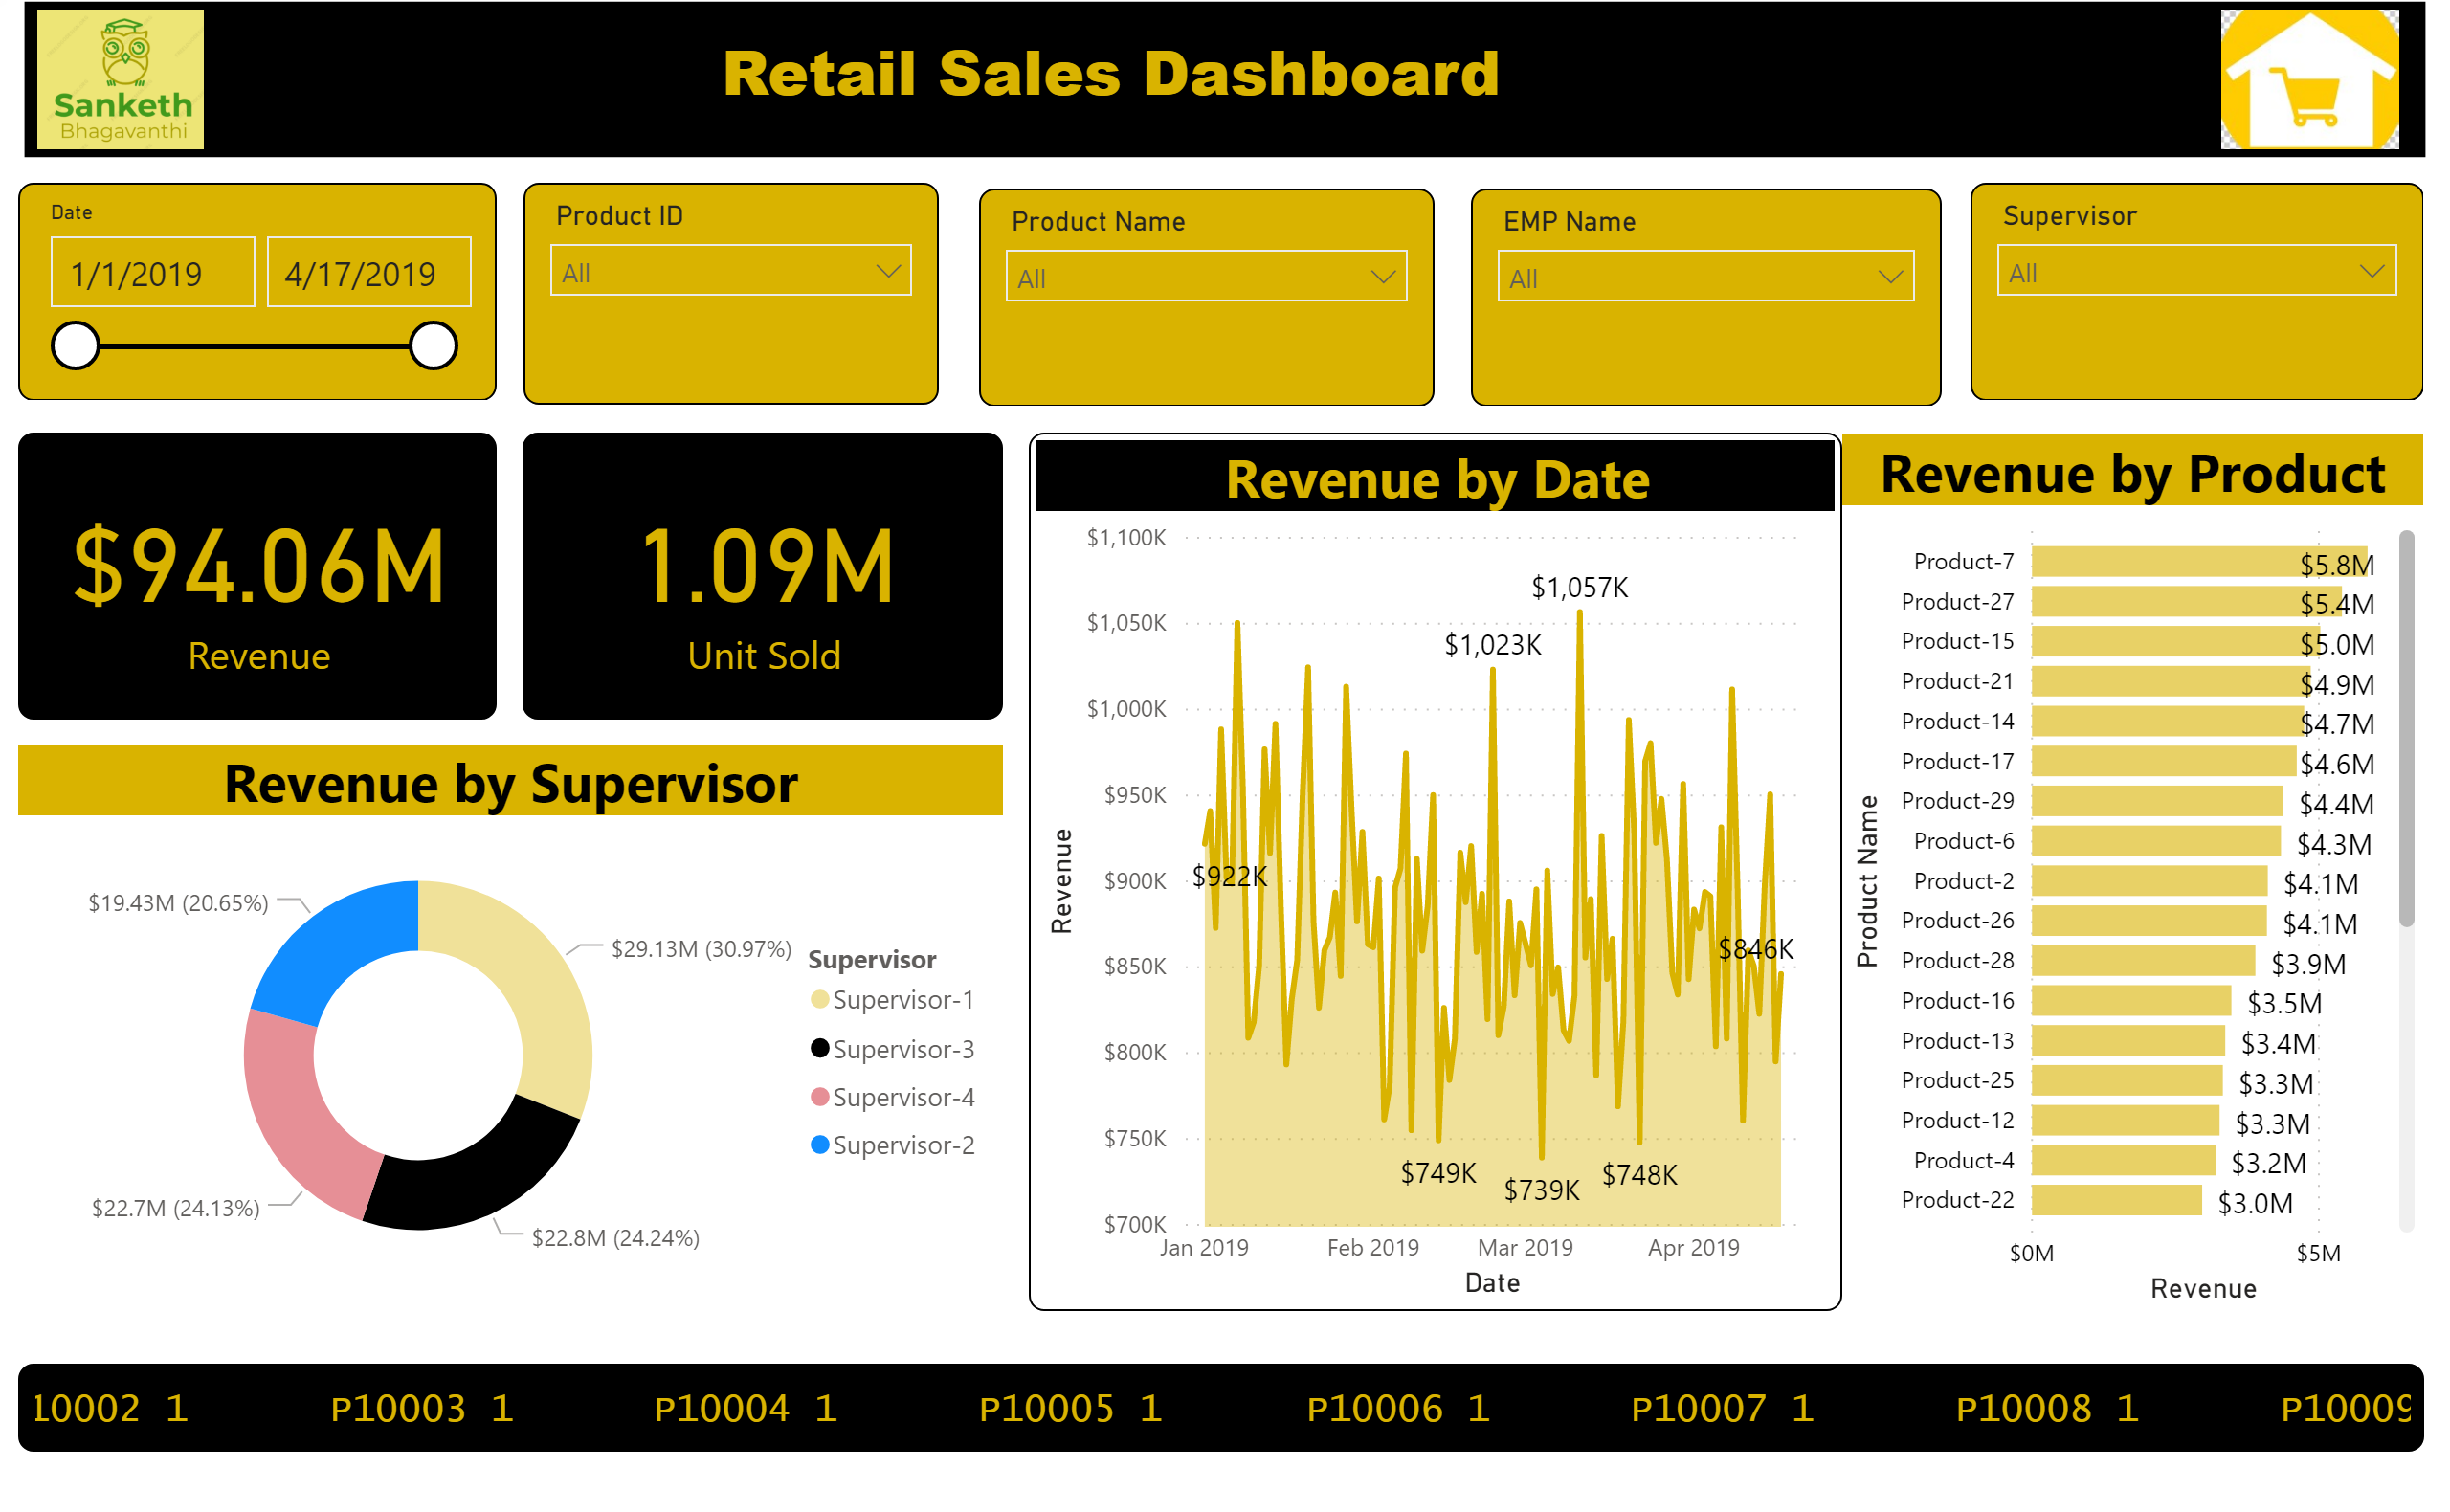 Sanketh
Bhagavanthi
Retail Sales Dashboard
Date
1/1/2019
4/17/2019
Product ID
All
Product Name
All
EMP Name
All
Supervisor
All
$94.06M
Revenue
1.09M
Unit Sold
Revenue by Supervisor
$19.43M (20.65%)
$29.13M (30.97%)
$22.7M (24.13%)
$22.8M (24.24%)
Supervisor
Supervisor-1
Supervisor-3
Supervisor-4
Supervisor-2
Revenue by Date
Revenue
$1,100K
$1,050K
$1,000K
$950K
$900K
$850K
$800K
$750K
$700K
$922K
$1,023K
$1,057K
$846K
$749K
$739K
$748K
Jan 2019
Feb 2019
Mar 2019
Apr 2019
Date
Revenue by Product
Product Name
Product-7 $5.8M
Product-27 $5.4M
Product-15 $5.0M
Product-21 $4.9M
Product-14 $4.7M
Product-17 $4.6M
Product-29 $4.4M
Product-6 $4.3M
Product-2 $4.1M
Product-26 $4.1M
Product-28 $3.9M
Product-16 $3.5M
Product-13 $3.4M
Product-25 $3.3M
Product-12 $3.3M
Product-4 $3.2M
Product-22 $3.0M
$0M
$5M
Revenue
10002 1 P10003 1 P10004 1 P10005 1 P10006 1 P10007 1 P10008 1 P10009